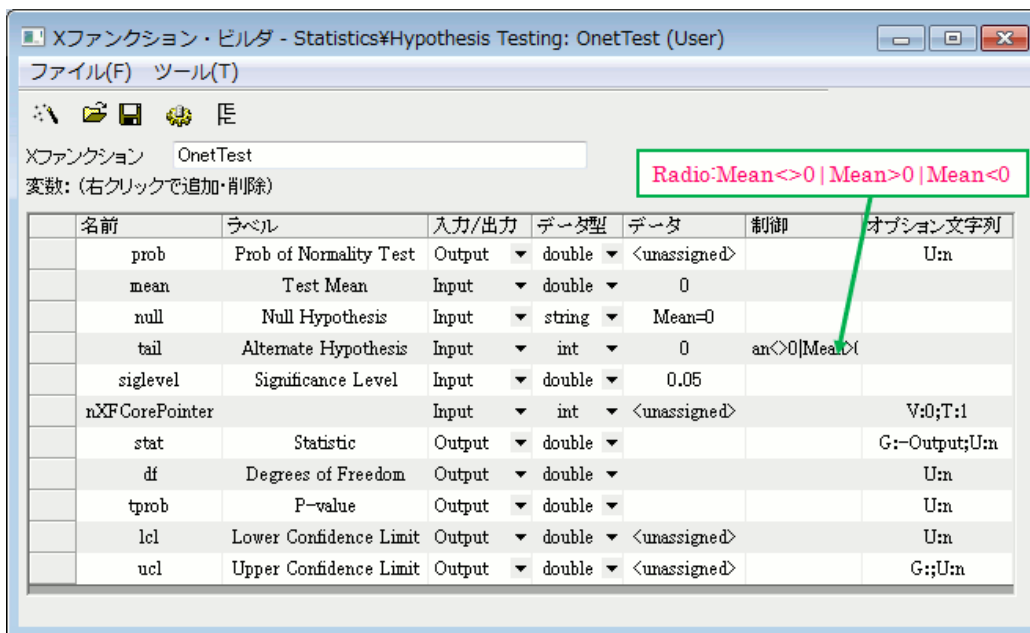 Xファンクション・ビルダ - Statistics¥Hypothesis Testing: OnetTest (User)
ファイル(F) ツール(T)
Xファンクション OnetTest
変数: (右クリックで追加・削除)
Radio:Mean<>0|Mean>0|Mean<0
名前 ラベル 入力/出力 データ型 データ 制御 オプション文字列
prob Prob of Normality Test Output double <unassigned> U:n
mean Test Mean Input double 0
null Null Hypothesis Input string Mean=0
tail Alternate Hypothesis Input int 0 an<>0|Mean>(
siglevel Significance Level Input double 0.05
nXFCorePointer Input int <unassigned> V:0;T:1
stat Statistic Output double G:-Output;U:n
df Degrees of Freedom Output double U:n
tprob P-value Output double U:n
lcl Lower Confidence Limit Output double <unassigned> U:n
ucl Upper Confidence Limit Output double <unassigned> G:;U:n